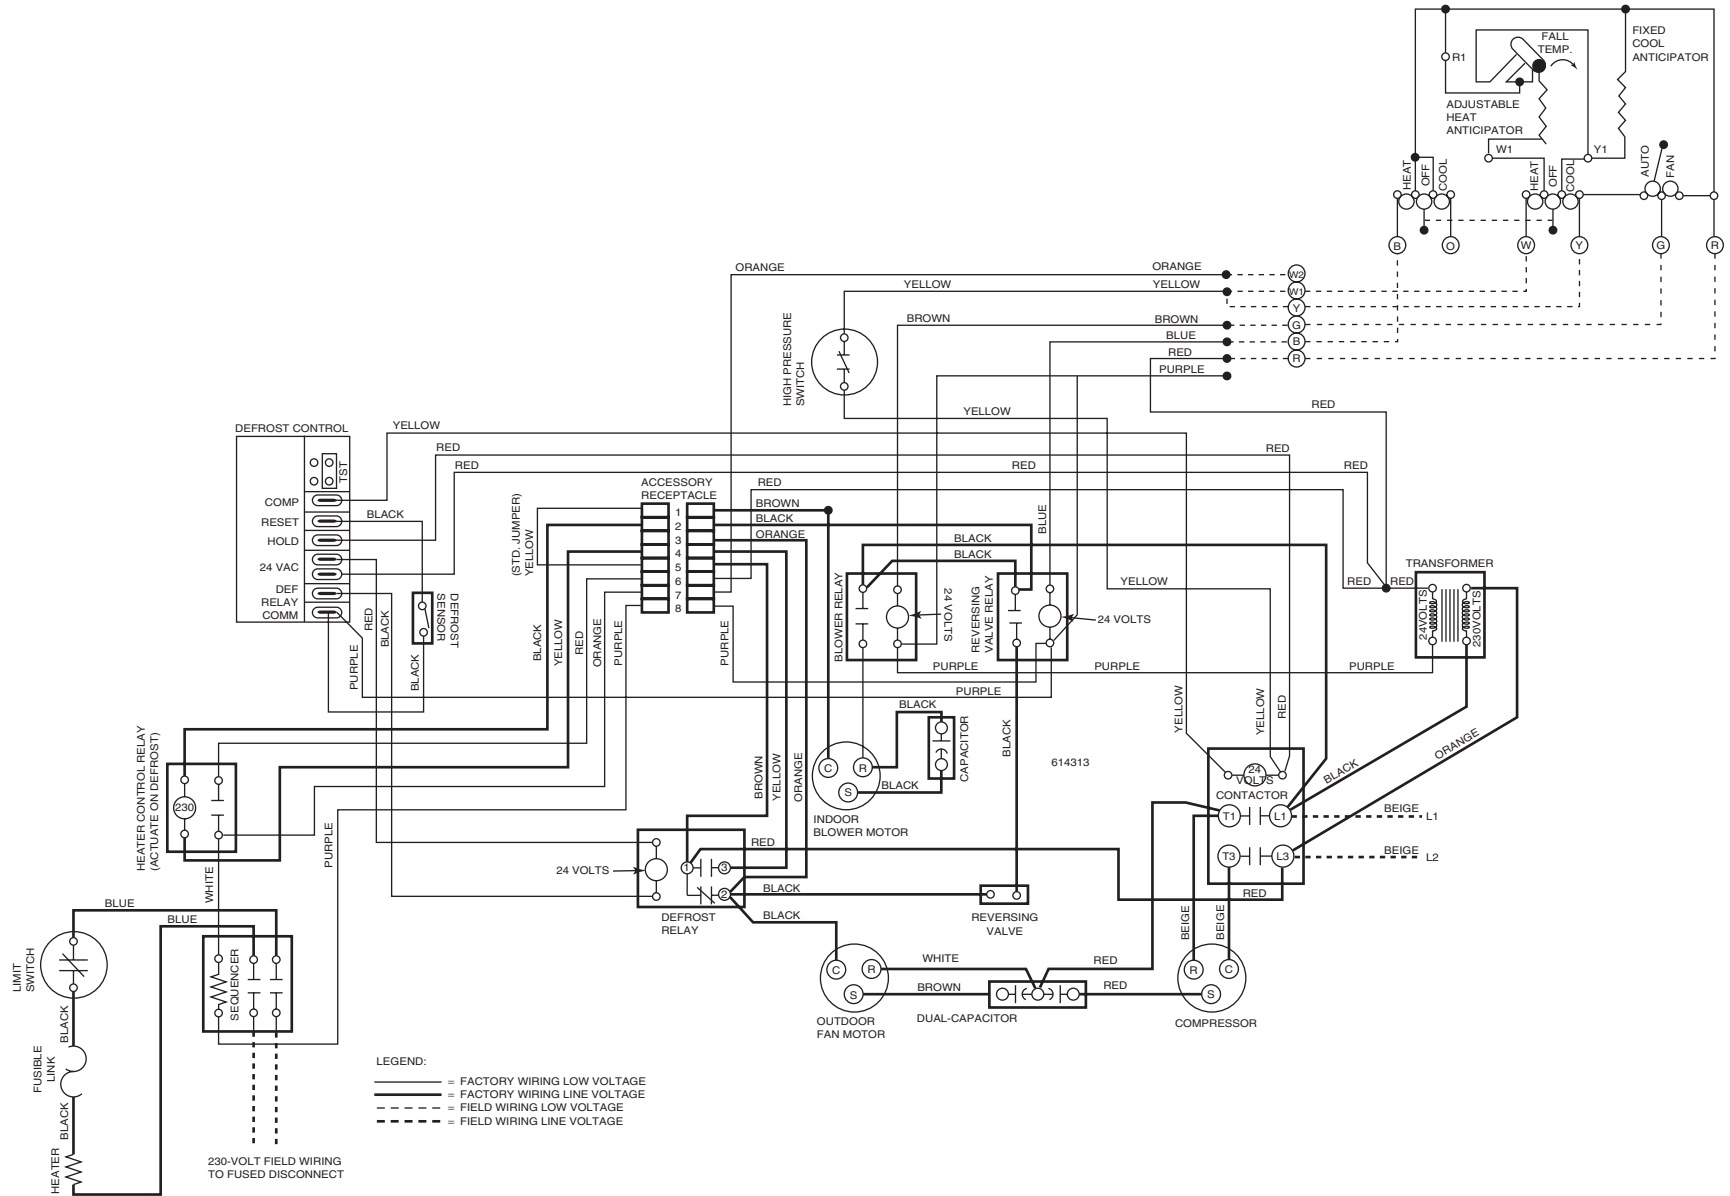 FALL
TEMP.
FIXED
COOL
ANTICIPATOR
R1
ADJUSTABLE
HEAT
ANTICIPATOR
W1
Y1
HEAT
OFF
COOL
HEAT
OFF
COOL
AUTO
FAN
B
O
W
Y
G
R
ORANGE
ORANGE
W2
YELLOW
YELLOW
W1
Y
BROWN
BROWN
G
BLUE
B
RED
R
PURPLE
HIGH PRESSURE
SWITCH
YELLOW
RED
DEFROST CONTROL
YELLOW
RED
RED
RED
RED
RED
TST
COMP
RESET
HOLD
24 VAC
DEF
RELAY
COMM
BLACK
DEFROST
SENSOR
RED
BLACK
PURPLE
BLACK
ACCESSORY
RECEPTACLE
RED
(STD. JUMPER)
YELLOW
1
2
3
4
5
6
7
8
BROWN
BLACK
ORANGE
BLACK
BLACK
BLUE
BLACK
YELLOW
RED
ORANGE
PURPLE
PURPLE
BLOWER RELAY
24 VOLTS
REVERSING
VALVE RELAY
24 VOLTS
YELLOW
TRANSFORMER
RED
RED
24VOLTS
230VOLTS
PURPLE
PURPLE
PURPLE
PURPLE
HEATER CONTROL RELAY
(ACTUATE ON DEFROST)
230
PURPLE
WHITE
BLACK
CAPACITOR
C
R
S
BLACK
INDOOR
BLOWER MOTOR
BROWN
YELLOW
ORANGE
BLACK
614313
YELLOW
YELLOW
RED
24
VOLTS
CONTACTOR
T1
L1
T3
L3
BLACK
ORANGE
BEIGE
L1
BEIGE
L2
RED
24 VOLTS
1
3
2
RED
BLACK
BLACK
DEFROST
RELAY
REVERSING
VALVE
BEIGE
BEIGE
BLUE
BLUE
LIMIT
SWITCH
SEQUENCER
BLACK
FUSIBLE
LINK
BLACK
HEATER
C
R
S
WHITE
BROWN
OUTDOOR
FAN MOTOR
DUAL-CAPACITOR
RED
RED
R
C
S
COMPRESSOR
LEGEND:
= FACTORY WIRING LOW VOLTAGE
= FACTORY WIRING LINE VOLTAGE
= FIELD WIRING LOW VOLTAGE
= FIELD WIRING LINE VOLTAGE
230-VOLT FIELD WIRING
TO FUSED DISCONNECT